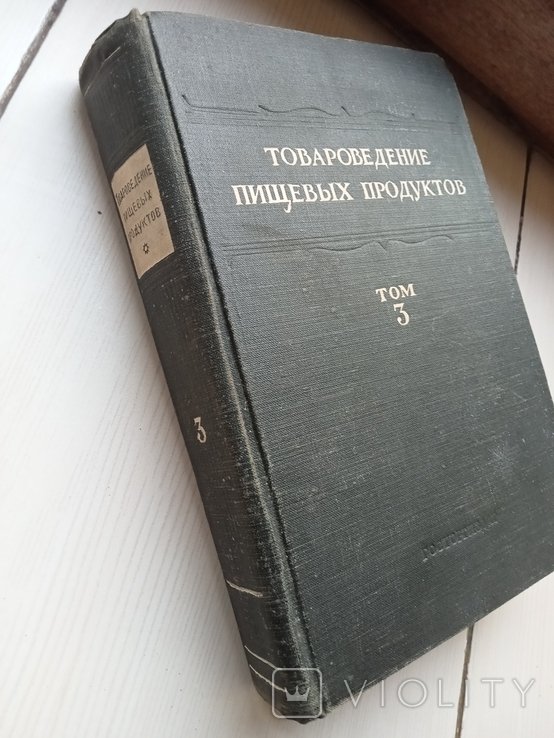 ТОВАРОВЕДЕНИЕ
ПИЩЕВЫХ ПРОДУКТОВ
ТОМ
3
ТОВАРОВЕДЕНИЕ
ПИЩЕВЫХ
ПРОДУКТОВ
3
VIOLITY